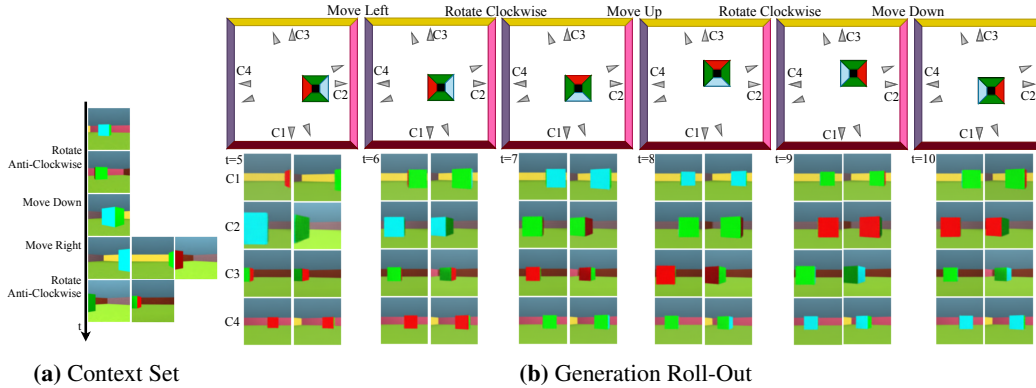 Move Left Rotate Clockwise Move Up Rotate Clockwise Move Down
C3 C3 C3 C3 C3 C3
C4 C4 C4 C4 C4 C4
C2 C2 C2 C2 C2 C2
C1 C1 C1 C1 C1 C1
t=5 t=6 t=7 t=8 t=9 t=10
C1
C2
C3
C4
Rotate
Anti-Clockwise
Move Down
Move Right
Rotate
Anti-Clockwise
t
(a) Context Set
(b) Generation Roll-Out